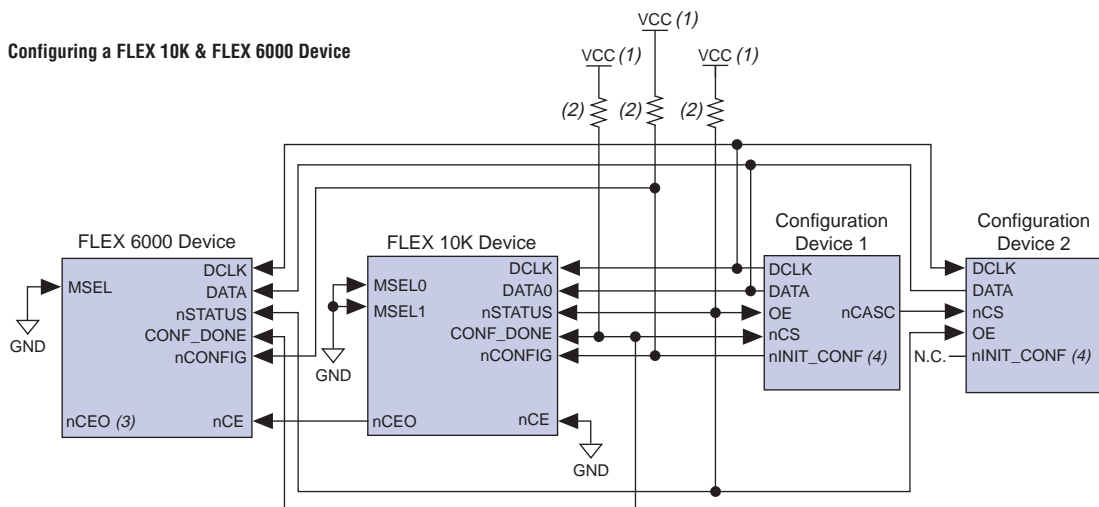 Configuring a FLEX 10K & FLEX 6000 Device
VCC (1)
VCC (1)
VCC (1)
(2)
(2)
(2)
FLEX 6000 Device
MSEL
GND
DCLK
DATA
nSTATUS
CONF_DONE
nCONFIG
nCEO (3)
nCE
FLEX 10K Device
MSEL0
MSEL1
GND
DCLK
DATA0
nSTATUS
CONF_DONE
nCONFIG
nCEO
nCE
GND
Configuration
Device 1
DCLK
DATA
OE
nCS
nINIT_CONF (4)
nCASC
Configuration
Device 2
DCLK
DATA
nCS
OE
N.C.
nINIT_CONF (4)